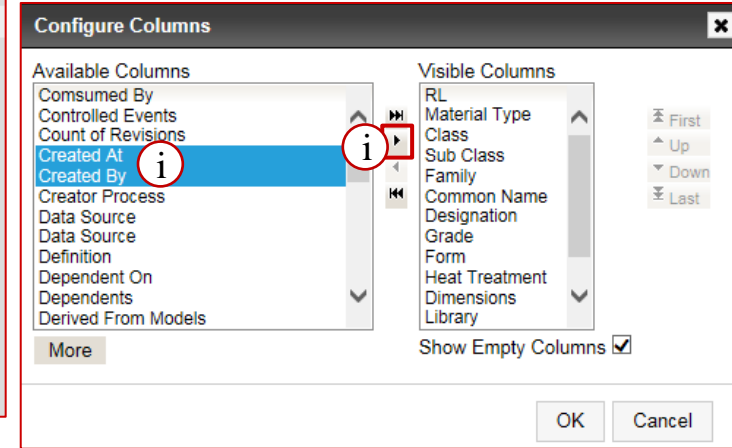 Configure Columns
Available Columns
Comsumed By
Controlled Events
Count of Revisions
Created At
Created By
i
Creator Process
Data Source
Data Source
Definition
Dependent On
Dependents
Derived From Models
More
i
Visible Columns
RL
Material Type
Class
Sub Class
Family
Common Name
Designation
Grade
Form
Heat Treatment
Dimensions
Library
Show Empty Columns
First
Up
Down
Last
OK
Cancel